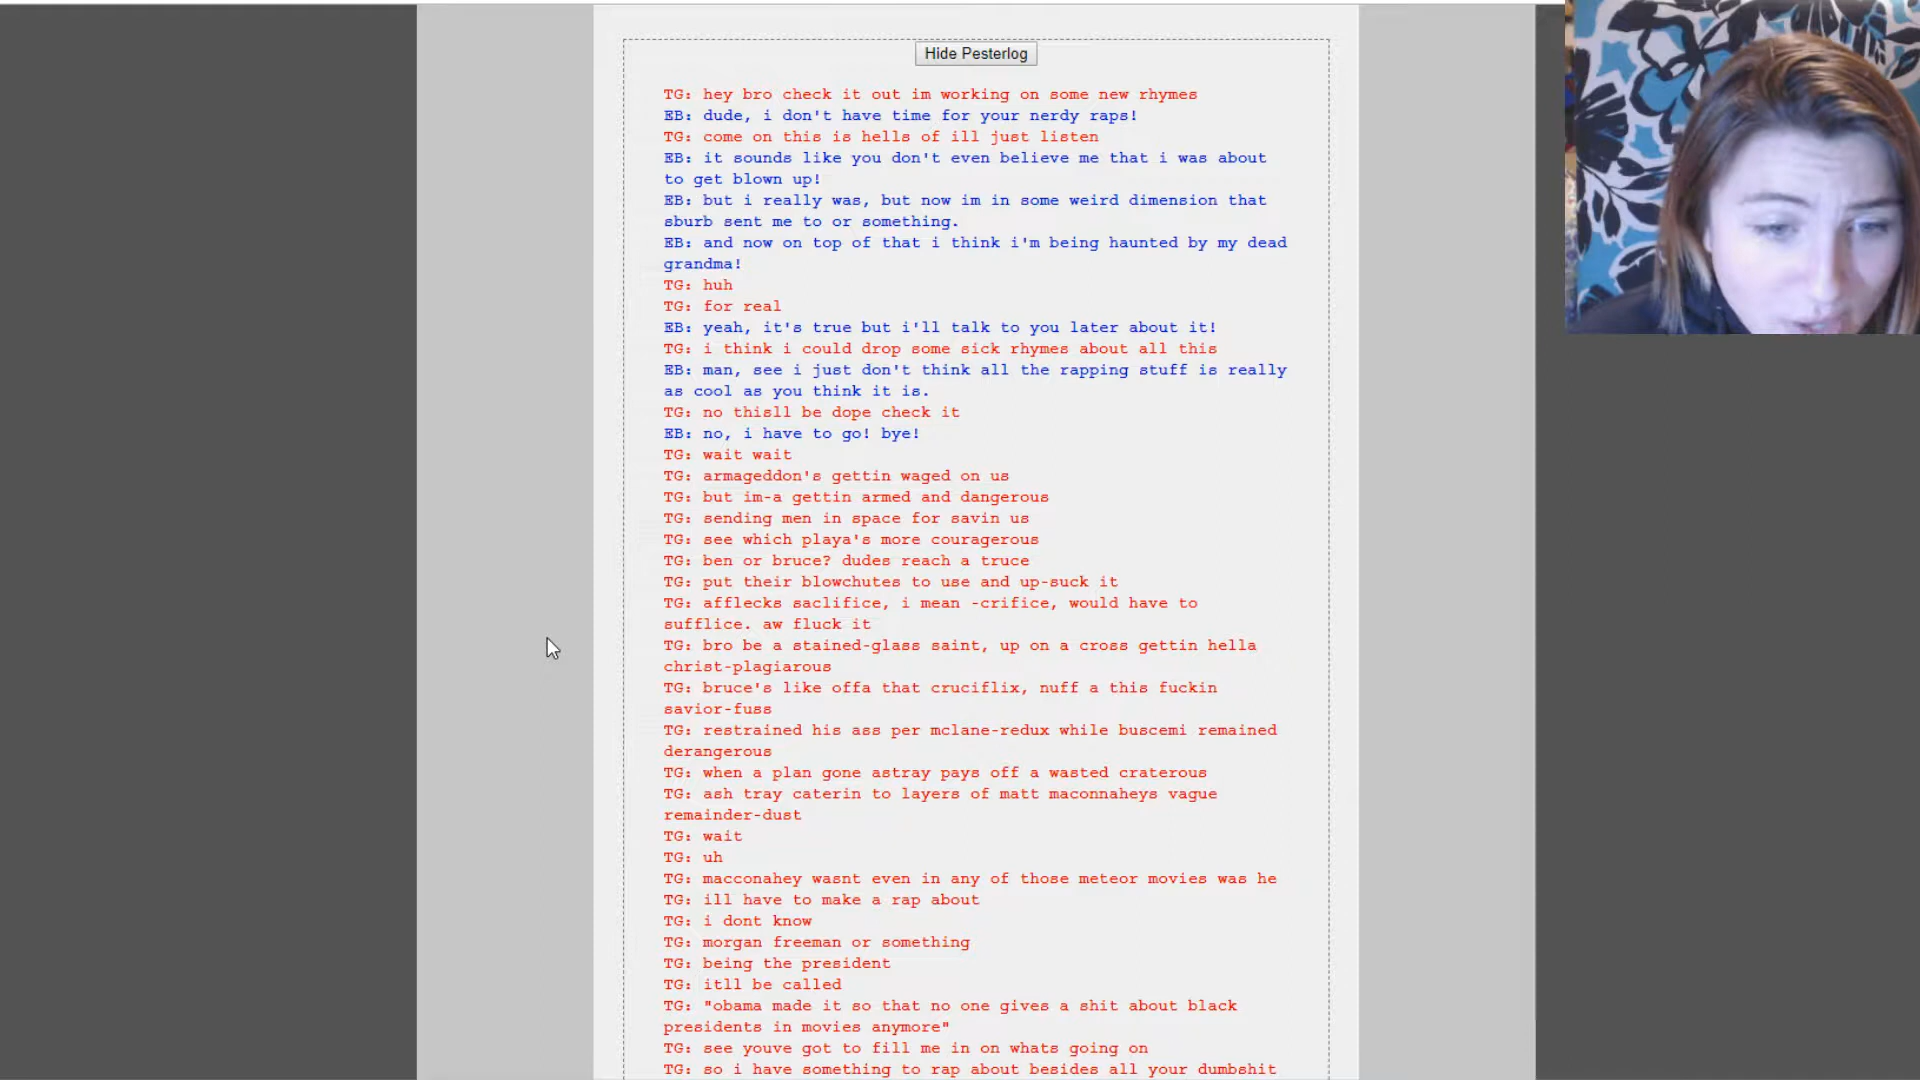 Hide Pesterlog
TG: hey bro check it out im working on some new rhymes
EB: dude, i don't have time for your nerdy raps!
TG: come on this is hells of ill just listen
EB: it sounds like you don't even believe me that i was about
to get blown up!
EB: but i really was, but now im in some weird dimension that
sburb sent me to or something.
EB: and now on top of that i think i'm being haunted by my dead
grandma!
TG: huh
TG: for real
EB: yeah, it's true but i'll talk to you later about it!
TG: i think i could drop some sick rhymes about all this
EB: man, see i just don't think all the rapping stuff is really
as cool as you think it is.
TG: no thisll be dope check it
EB: no, i have to go! bye!
TG: wait wait
TG: armageddon's gettin waged on us
TG: but im-a gettin armed and dangerous
TG: sending men in space for savin us
TG: see which playa's more couragerous
TG: ben or bruce? dudes reach a truce
TG: put their blowchutes to use and up-suck it
TG: afflecks saclifice, i mean -crifice, would have to
sufflice. aw fluck it
TG: bro be a stained-glass saint, up on a cross gettin hella
christ-plagiarous
TG: bruce's like offa that cruciflix, nuff a this fuckin
savior-fuss
TG: restrained his ass per mclane-redux while buscemi remained
derangerous
TG: when a plan gone astray pays off a wasted craterous
TG: ash tray caterin to layers of matt maconnaheys vague
remainder-dust
TG: wait
TG: uh
TG: macconahey wasnt even in any of those meteor movies was he
TG: ill have to make a rap about
TG: i dont know
TG: morgan freeman or something
TG: being the president
TG: itll be called
TG: "obama made it so that no one gives a shit about black
presidents in movies anymore"
TG: see youve got to fill me in on whats going on
TG: so i have something to rap about besides all your dumbshit